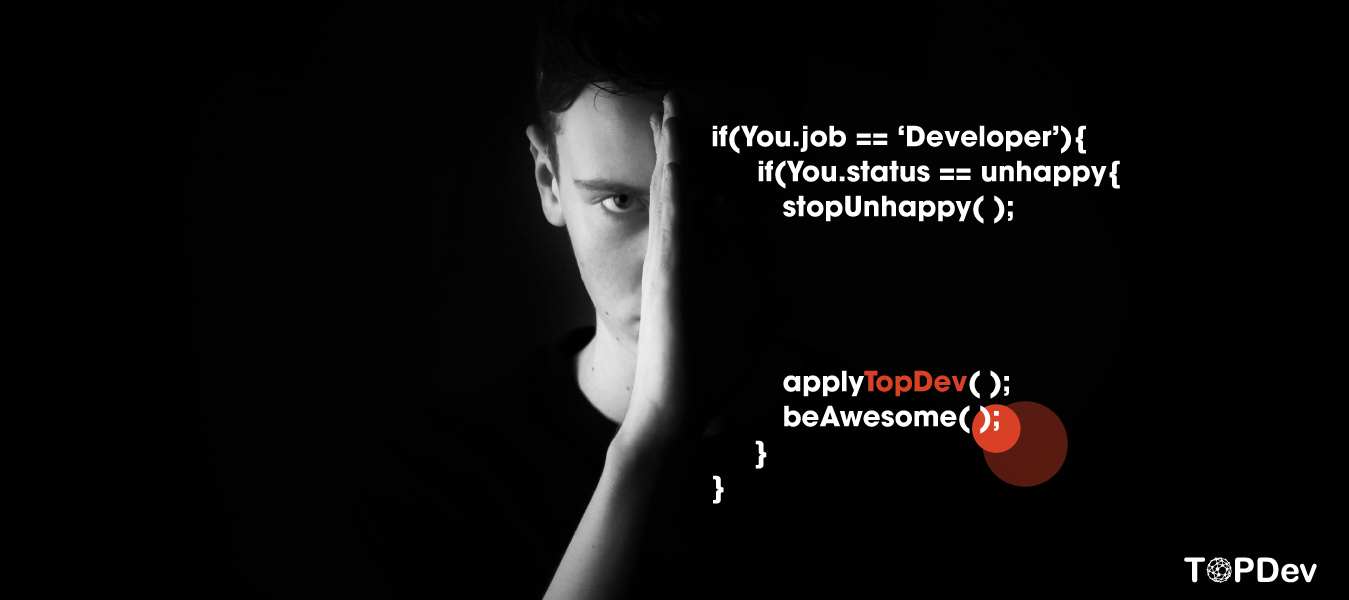 if(You.job == ‘Developer’){
if(You.status == unhappy{
stopUnhappy( );
applyTopDev( );
beAwesome( );
}
}
TOPDev